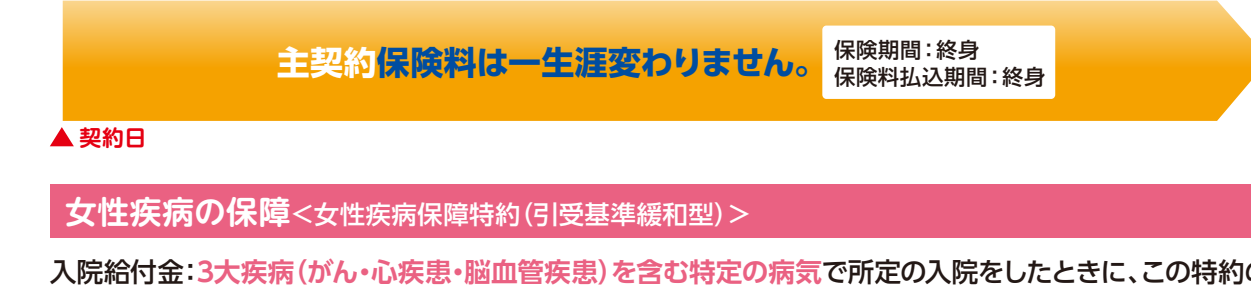 主契約保険料は一生涯変わりません。
保険期間：終身
保険料払込期間：終身
▲契約日
女性疾病の保障＜女性疾病保障特約（引受基準緩和型）＞
入院給付金：3大疾病（がん・心疾患・脳血管疾患）を含む特定の病気で所定の入院をしたときに、この特約の